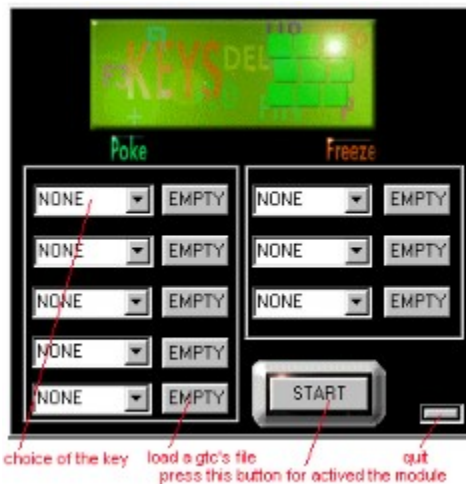 KEYS
DEL
F3
Poke
Freeze
NONE EMPTY NONE EMPTY
NONE EMPTY NONE EMPTY
NONE EMPTY NONE EMPTY
NONE EMPTY
NONE EMPTY START
choice of the key load a gtc's file quit
press this button for actived the module